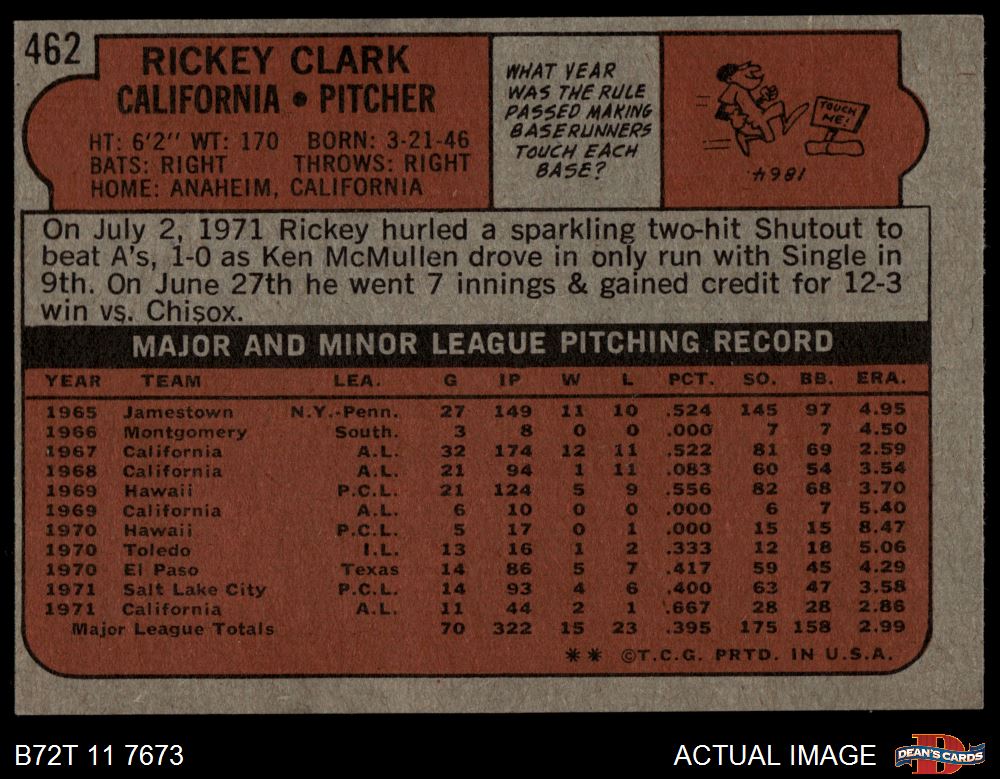 462
RICKEY CLARK
CALIFORNIA • PITCHER
HT: 6'2" WT: 170 BORN: 3-21-46
BATS: RIGHT THROWS: RIGHT
HOME: ANAHEIM, CALIFORNIA
WHAT YEAR
WAS THE RULE
PASSED MAKING
BASERUNNERS
TOUCH EACH
BASE?
TOUCH
ME!
1864
On July 2, 1971 Rickey hurled a sparkling two-hit Shutout to
beat A's, 1-0 as Ken McMullen drove in only run with Single in
9th. On June 27th he went 7 innings & gained credit for 12-3
win vs. Chisox.
MAJOR AND MINOR LEAGUE PITCHING RECORD
YEAR TEAM LEA. G IP W L PCT. SO. BB. ERA.
1965 Jamestown N.Y.-Penn. 27 149 11 10 .524 145 97 4.95
1966 Montgomery South. 3 8 0 0 .000 7 7 4.50
1967 California A.L. 32 174 12 11 .522 81 69 2.59
1968 California A.L. 21 94 1 11 .083 60 54 3.54
1969 Hawaii P.C.L. 21 124 5 9 .556 82 68 3.70
1969 California A.L. 6 10 0 0 .000 6 7 5.40
1970 Hawaii P.C.L. 5 17 0 1 .000 15 15 8.47
1970 Toledo I.L. 13 16 1 2 .333 12 18 5.06
1970 El Paso Texas 14 86 5 7 .417 59 45 4.29
1971 Salt Lake City P.C.L. 14 93 4 6 .400 63 47 3.58
1971 California A.L. 11 44 2 1 .667 28 28 2.86
Major League Totals 70 322 15 23 .395 175 158 2.99
** ©T.C.G. PRTD. IN U.S.A.
B72T 11 7673
ACTUAL IMAGE
D
DEAN'S CARDS